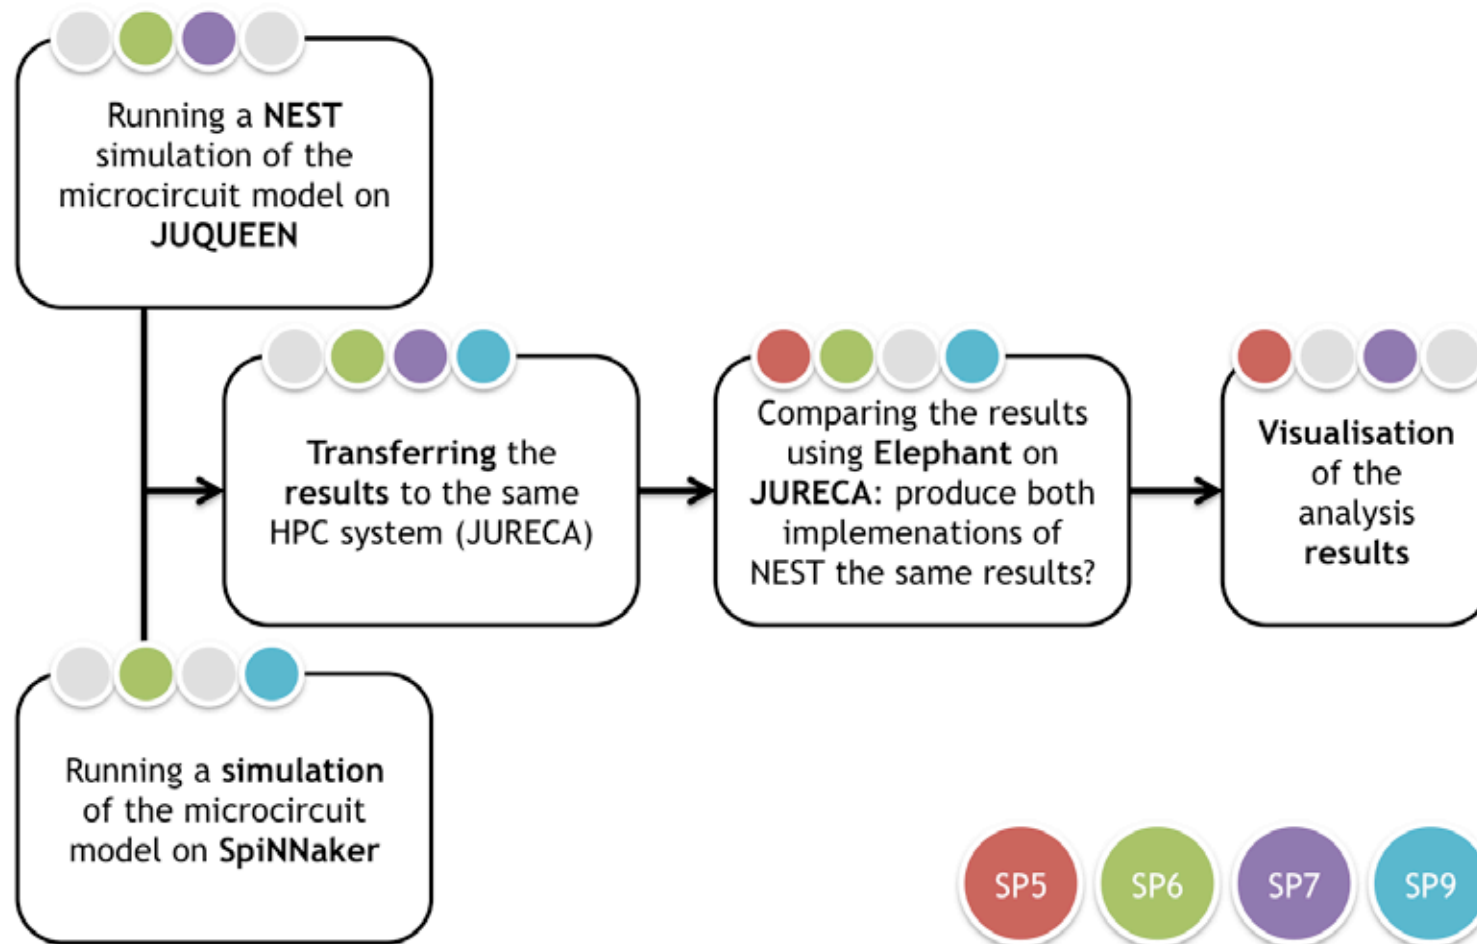 Running a NEST
simulation of the
microcircuit model on
JUQUEEN
Transferring the
results to the same
HPC system (JURECA)
Comparing the results
using Elephant on
JURECA: produce both
implemenations of
NEST the same results?
Visualisation
of the
analysis
results
Running a simulation
of the microcircuit
model on SpiNNaker
SP5
SP6
SP7
SP9